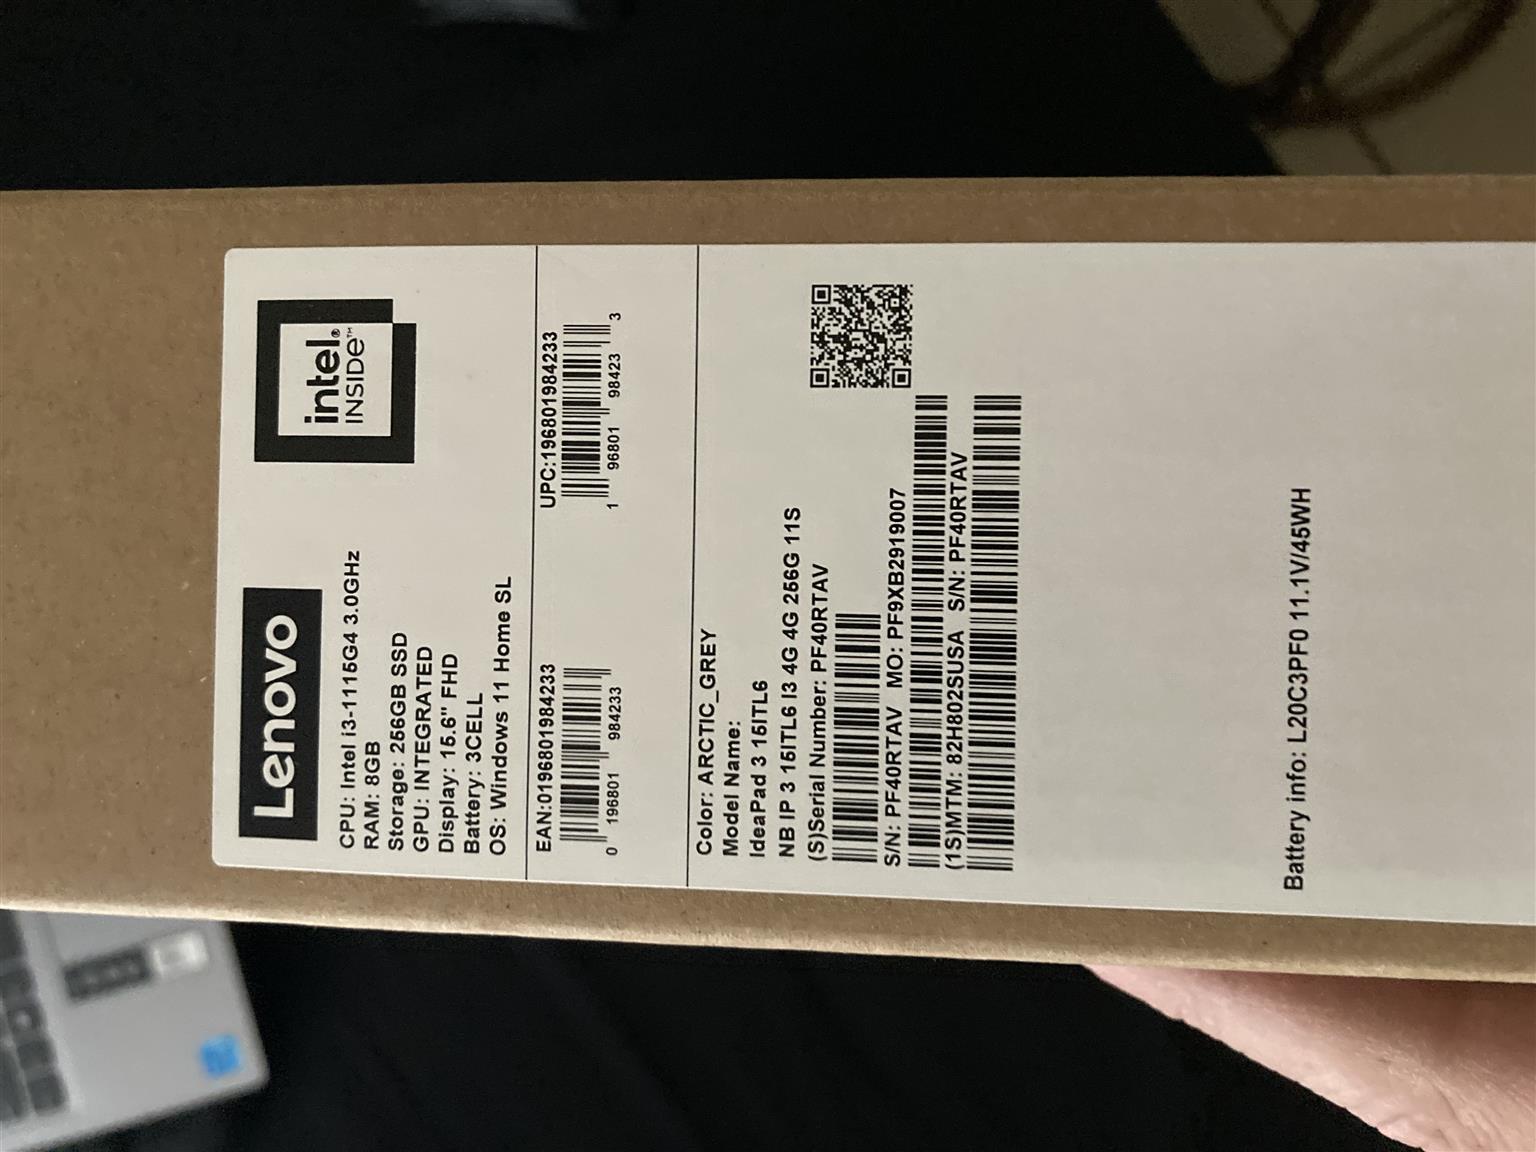 Lenovo
intel®
INSIDE™
CPU: Intel i3-1115G4 3.0GHz
RAM: 8GB
Storage: 256GB SSD
GPU: INTEGRATED
Display: 15.6" FHD
Battery: 3CELL
OS: Windows 11 Home SL
EAN:0196801984233
0 196801 984233
UPC:196801984233
1 96801 98423 3
Color: ARCTIC_GREY
Model Name:
IdeaPad 3 15ITL6
NB IP 3 15ITL6 I3 4G 4G 256G 11S
(S)Serial Number: PF40RTAV
S/N: PF40RTAV MO: PF9XB2919007
(1S)MTM: 82H802SUSA S/N: PF40RTAV
Battery info: L20C3PF0 11.1V/45WH